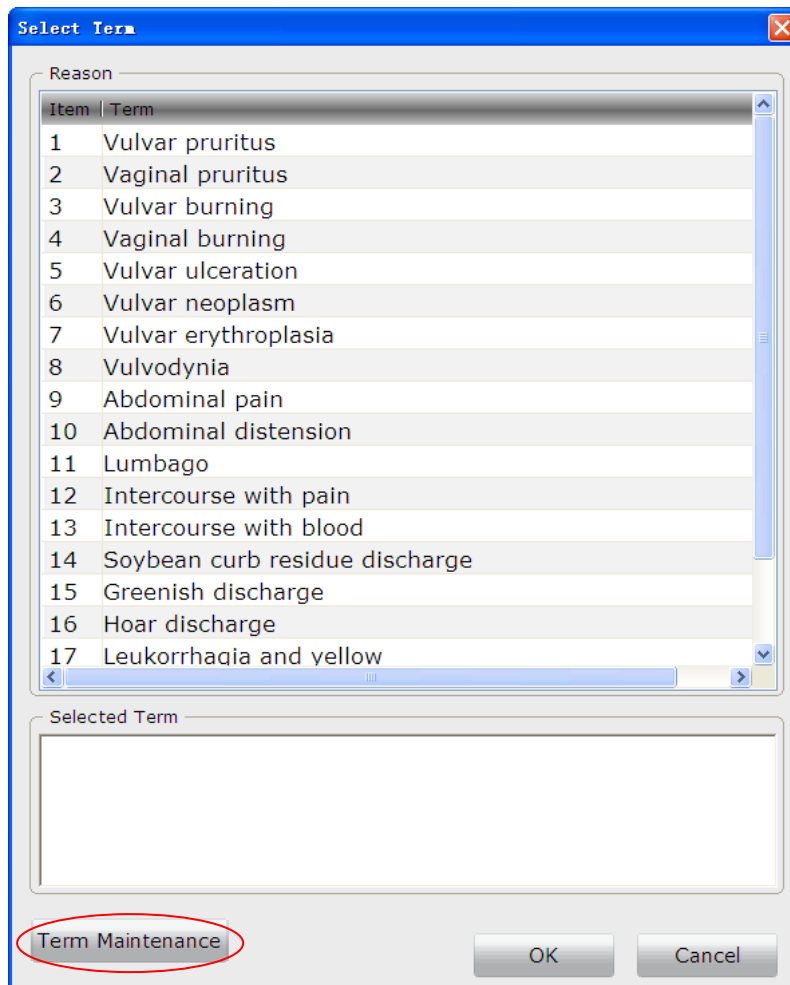 Select Term
Reason
Item Term
1 Vulvar pruritus
2 Vaginal pruritus
3 Vulvar burning
4 Vaginal burning
5 Vulvar ulceration
6 Vulvar neoplasm
7 Vulvar erythroplasia
8 Vulvodynia
9 Abdominal pain
10 Abdominal distension
11 Lumbago
12 Intercourse with pain
13 Intercourse with blood
14 Soybean curb residue discharge
15 Greenish discharge
16 Hoar discharge
17 Leukorrhagia and yellow
Selected Term
Term Maintenance
OK Cancel